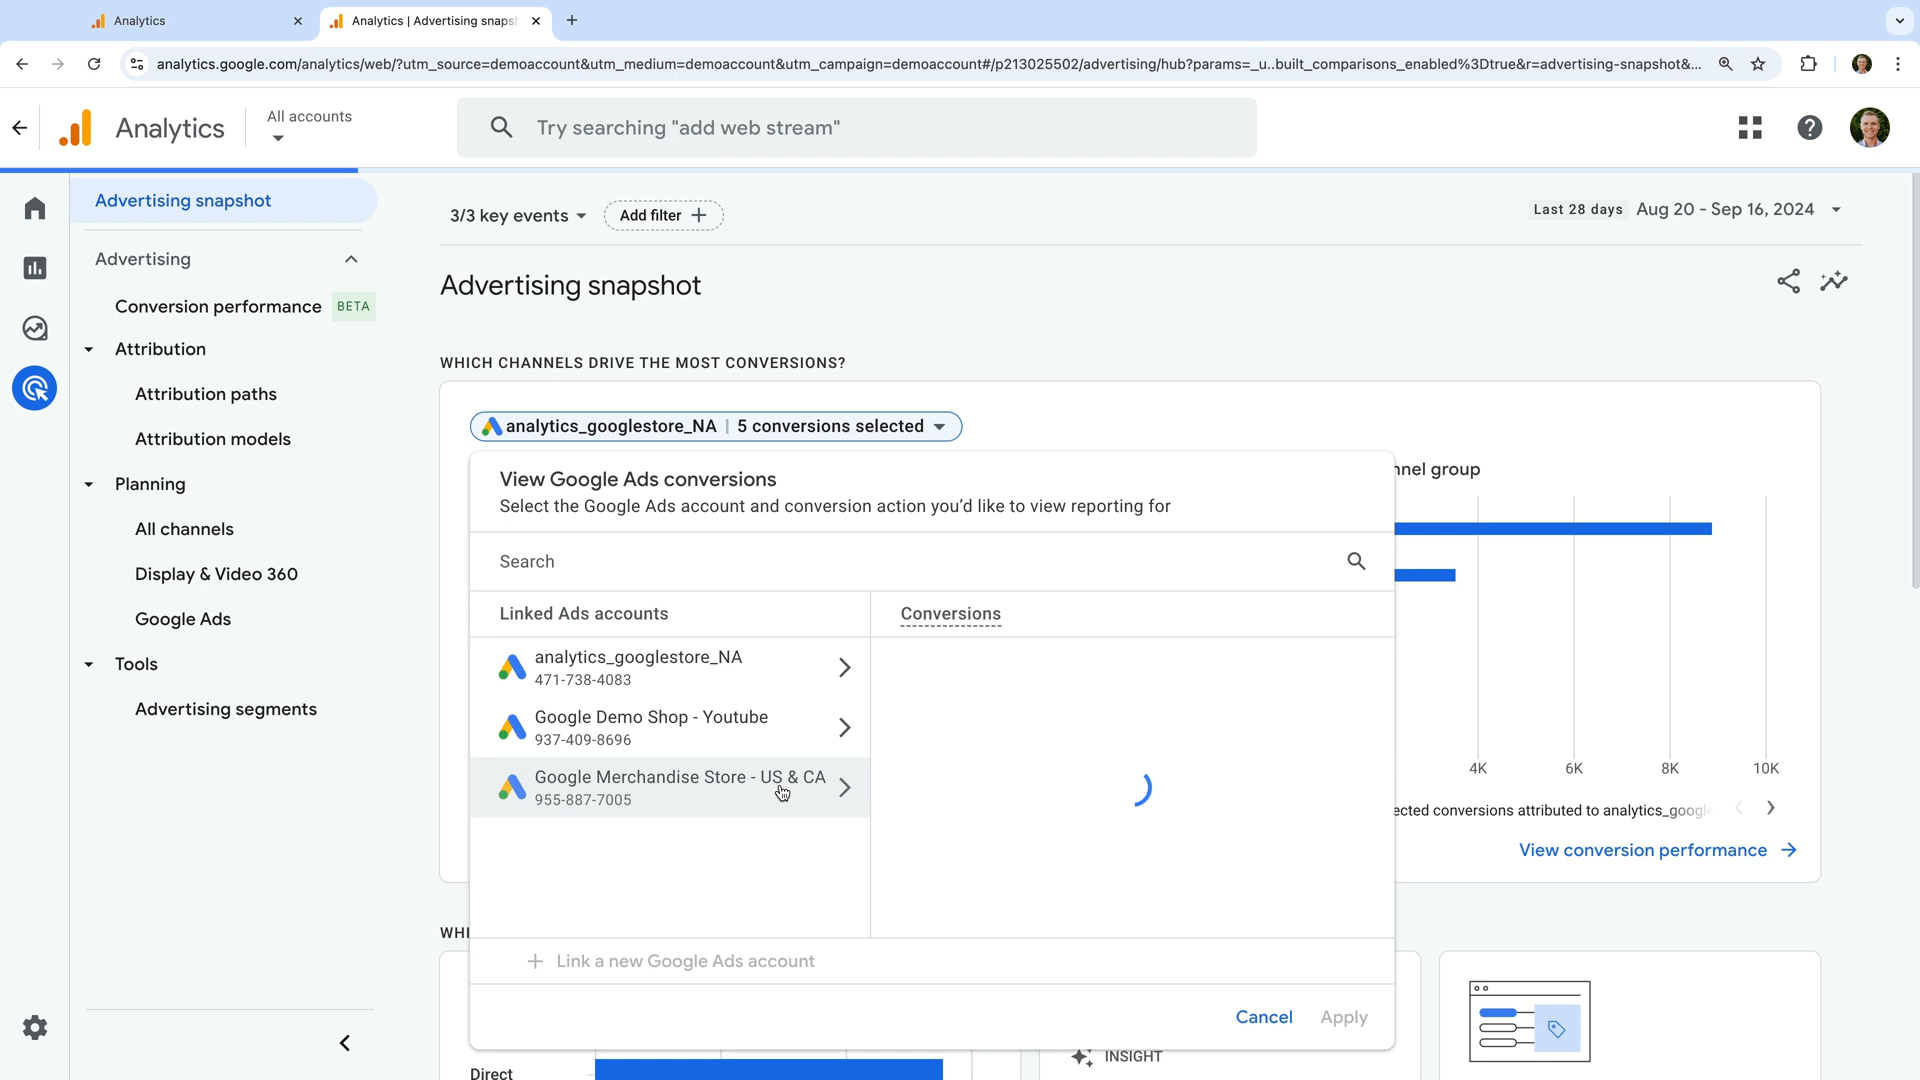 Analytics
Analytics | Advertising snaps
analytics.google.com/analytics/web/?utm_source=demoaccount&utm_medium=demoaccount&utm_campaign=demoaccount#/p213025502/advertising/hub?params=_u..built_comparisons_enabled%3Dtrue&r=advertising-snapshot&...
Analytics
All accounts
Try searching "add web stream"
Advertising snapshot
Advertising
Conversion performance BETA
Attribution
Attribution paths
Attribution models
Planning
All channels
Display & Video 360
Google Ads
Tools
Advertising segments
3/3 key events
Add filter
Last 28 days Aug 20 - Sep 16, 2024
Advertising snapshot
WHICH CHANNELS DRIVE THE MOST CONVERSIONS?
analytics_googlestore_NA | 5 conversions selected
View Google Ads conversions
Select the Google Ads account and conversion action you’d like to view reporting for
Search
Linked Ads accounts
Conversions
analytics_googlestore_NA
471-738-4083
Google Demo Shop - Youtube
937-409-8696
Google Merchandise Store - US & CA
955-887-7005
Link a new Google Ads account
Cancel
Apply
nnel group
4K 6K 8K 10K
ected conversions attributed to analytics_googl
View conversion performance
WHI
Direct
INSIGHT